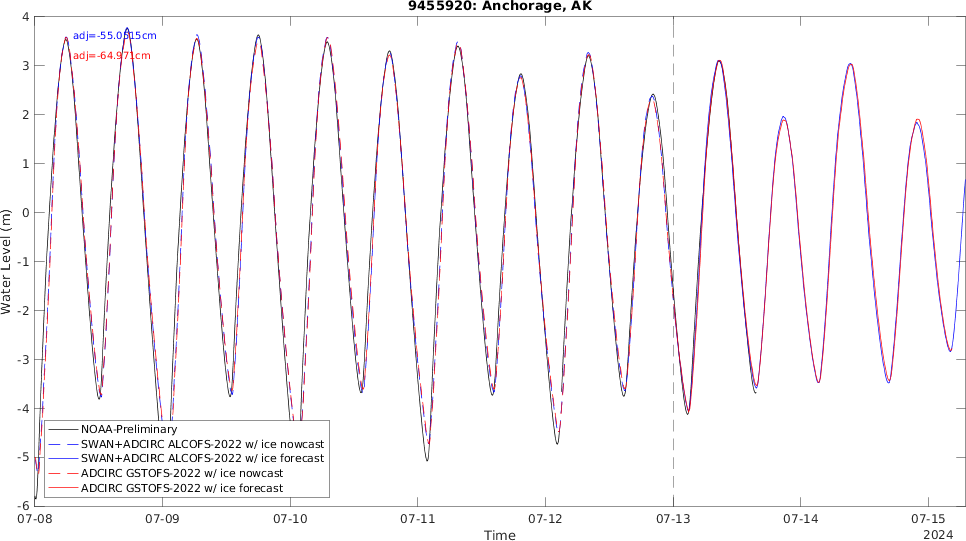 9455920: Anchorage, AK
adj=-55.0515cm
adj=-64.971cm
4
3
2
1
0
-1
-2
-3
-4
-5
-6
Water Level (m)
NOAA-Preliminary
SWAN+ADCIRC ALCOFS-2022 w/ ice nowcast
SWAN+ADCIRC ALCOFS-2022 w/ ice forecast
ADCIRC GSTOFS-2022 w/ ice nowcast
ADCIRC GSTOFS-2022 w/ ice forecast
07-08 07-09 07-10 07-11 07-12 07-13 07-14 07-15
Time
2024